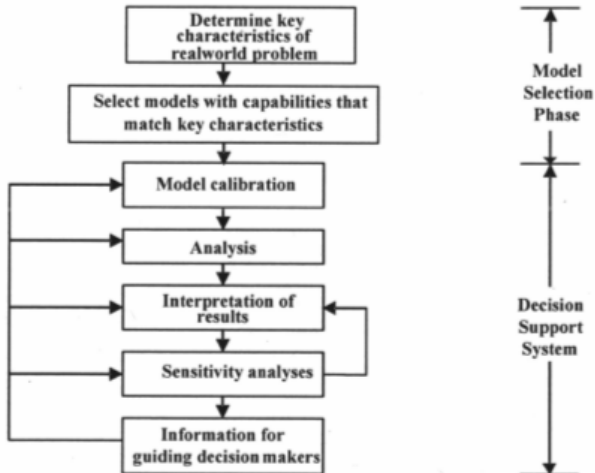 Determine key
characteristics of
realworld problem
Select models with capabilities that
match key characteristics
Model calibration
Analysis
Interpretation of
results
Sensitivity analyses
Information for
guiding decision makers
Model
Selection
Phase
Decision
Support
System